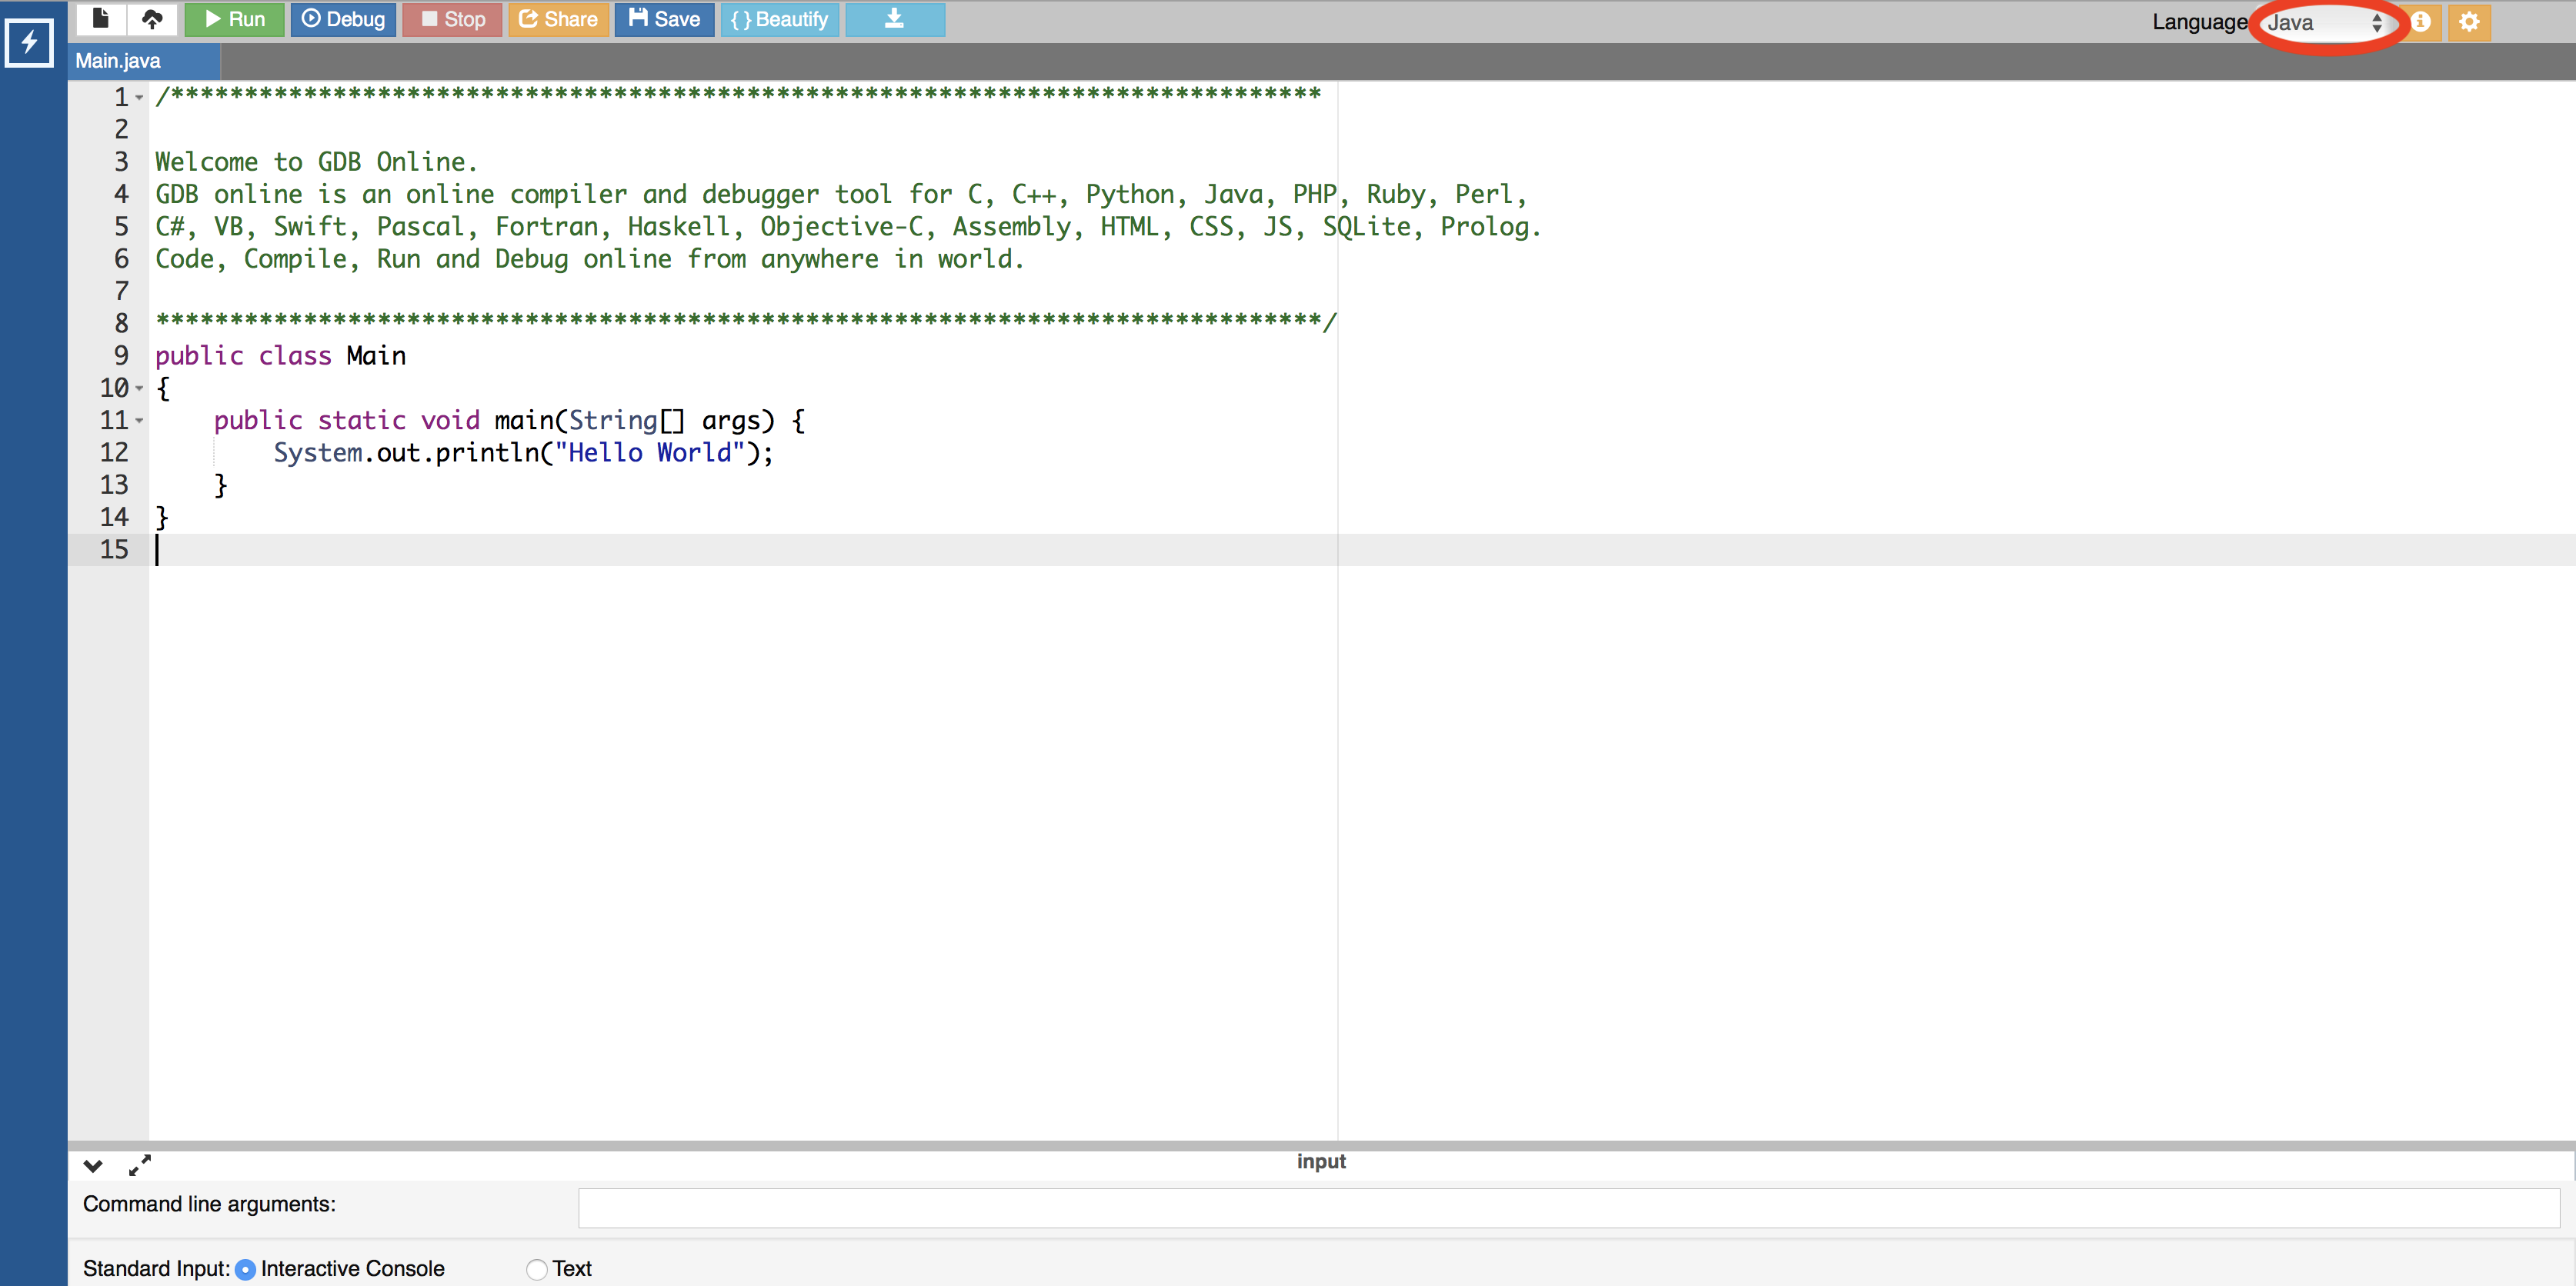 Run Debug Stop Share Save { } Beautify Language Java
Main.java
1 /******************************************************************************
2
3 Welcome to GDB Online.
4 GDB online is an online compiler and debugger tool for C, C++, Python, Java, PHP, Ruby, Perl,
5 C#, VB, Swift, Pascal, Fortran, Haskell, Objective-C, Assembly, HTML, CSS, JS, SQLite, Prolog.
6 Code, Compile, Run and Debug online from anywhere in world.
7
8 *******************************************************************************/
9 public class Main
10 {
11 public static void main(String[] args) {
12 System.out.println("Hello World");
13 }
14 }
15
input
Command line arguments:
Standard Input: Interactive Console Text